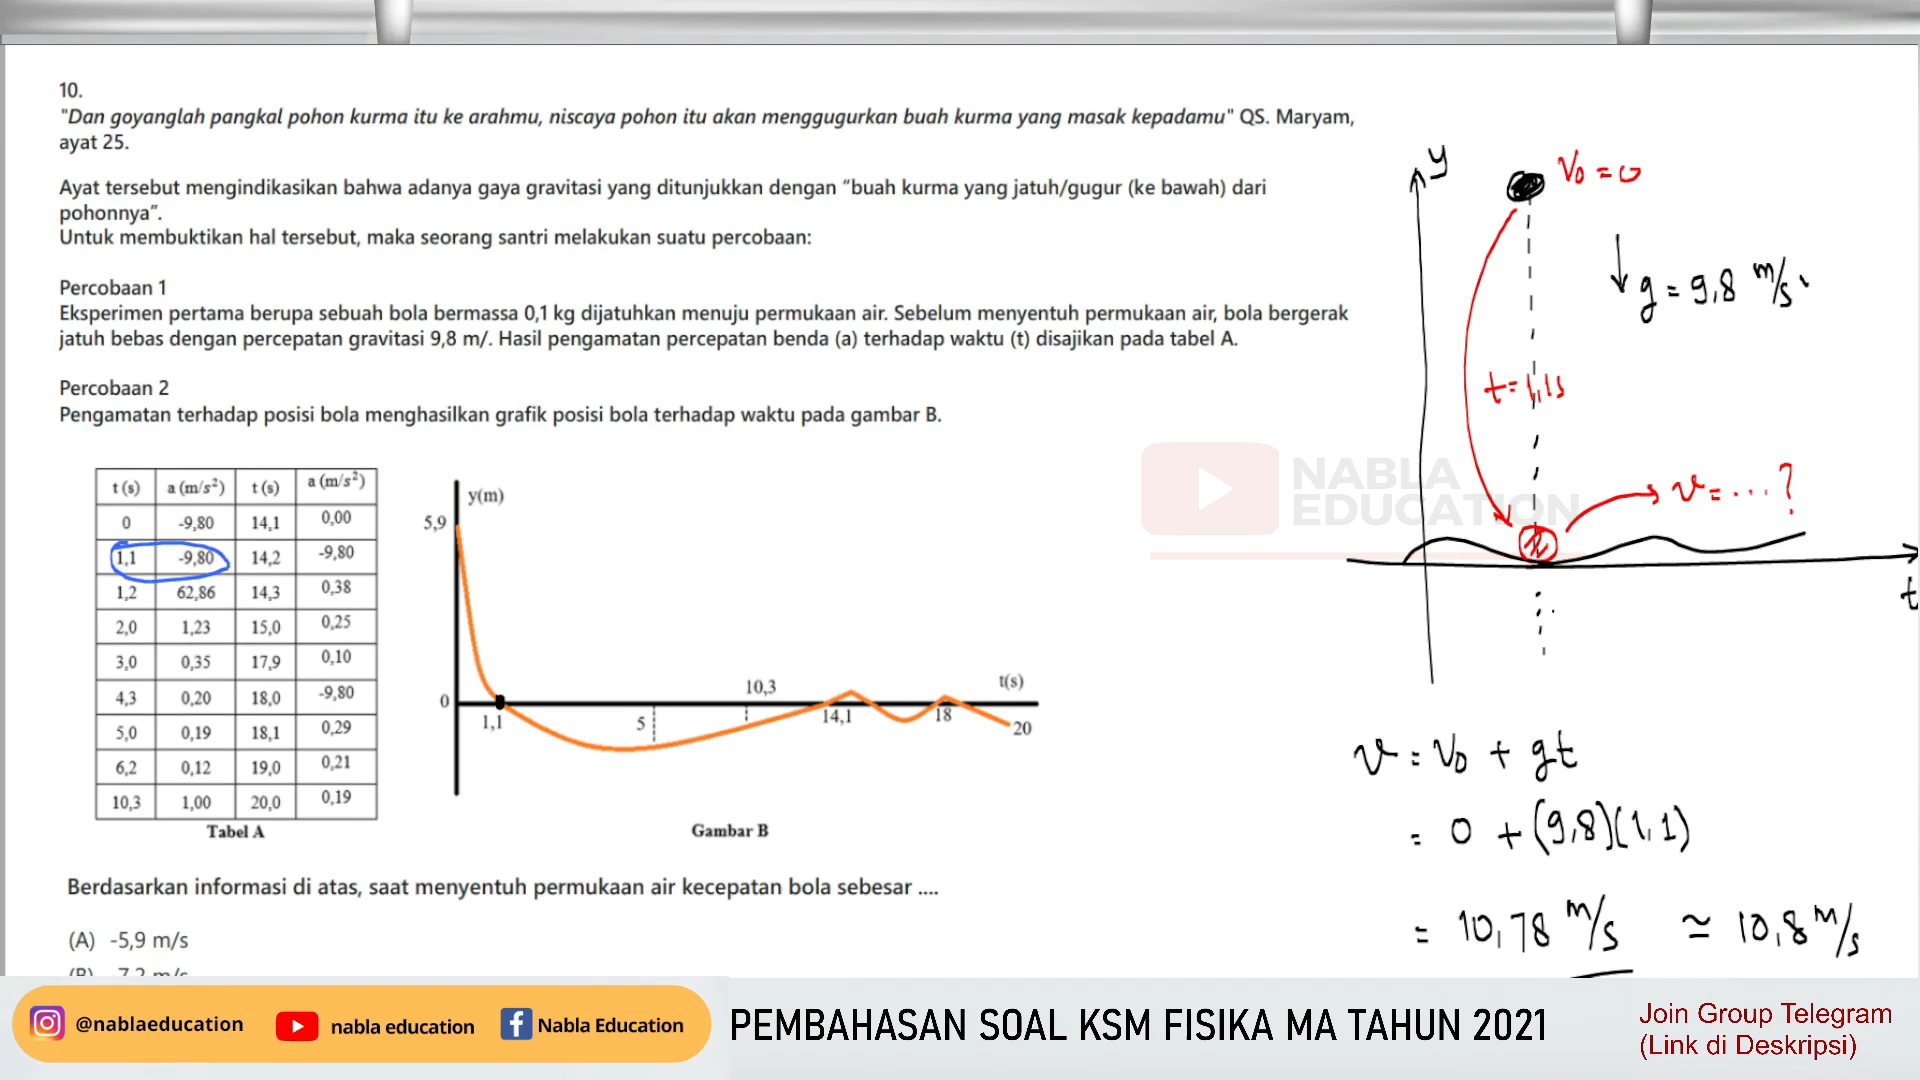 10.
"Dan goyanglah pangkal pohon kurma itu ke arahmu, niscaya pohon itu akan menggugurkan buah kurma yang masak kepadamu" QS. Maryam,
ayat 25.
Ayat tersebut mengindikasikan bahwa adanya gaya gravitasi yang ditunjukkan dengan “buah kurma yang jatuh/gugur (ke bawah) dari
pohonnya”.
Untuk membuktikan hal tersebut, maka seorang santri melakukan suatu percobaan:
Percobaan 1
Eksperimen pertama berupa sebuah bola bermassa 0,1 kg dijatuhkan menuju permukaan air. Sebelum menyentuh permukaan air, bola bergerak
jatuh bebas dengan percepatan gravitasi 9,8 m/. Hasil pengamatan percepatan benda (a) terhadap waktu (t) disajikan pada tabel A.
Percobaan 2
Pengamatan terhadap posisi bola menghasilkan grafik posisi bola terhadap waktu pada gambar B.
t (s) a (m/s²) t (s) a (m/s²)
0 -9,80 14,1 0,00
1,1 -9,80 14,2 -9,80
1,2 62,86 14,3 0,38
2,0 1,23 15,0 0,25
3,0 0,35 17,9 0,10
4,3 0,20 18,0 -9,80
5,0 0,19 18,1 0,29
6,2 0,12 19,0 0,21
10,3 1,00 20,0 0,19
Tabel A
y(m)
5,9
0
1,1
5
10,3
14,1
18
t(s)
20
Gambar B
Berdasarkan informasi di atas, saat menyentuh permukaan air kecepatan bola sebesar ....
(A) -5,9 m/s
(B) -7,2 m/s
y
V₀ = 0
g = 9,8 m/s
t = 1,1s
v = .... ?
t
NABLA
EDUCATION
v = V₀ + gt
= 0 + (9,8)(1,1)
= 10,78 m/s ≃ 10,8 m/s
@nablaeducation
nabla education
Nabla Education
PEMBAHASAN SOAL KSM FISIKA MA TAHUN 2021
Join Group Telegram
(Link di Deskripsi)